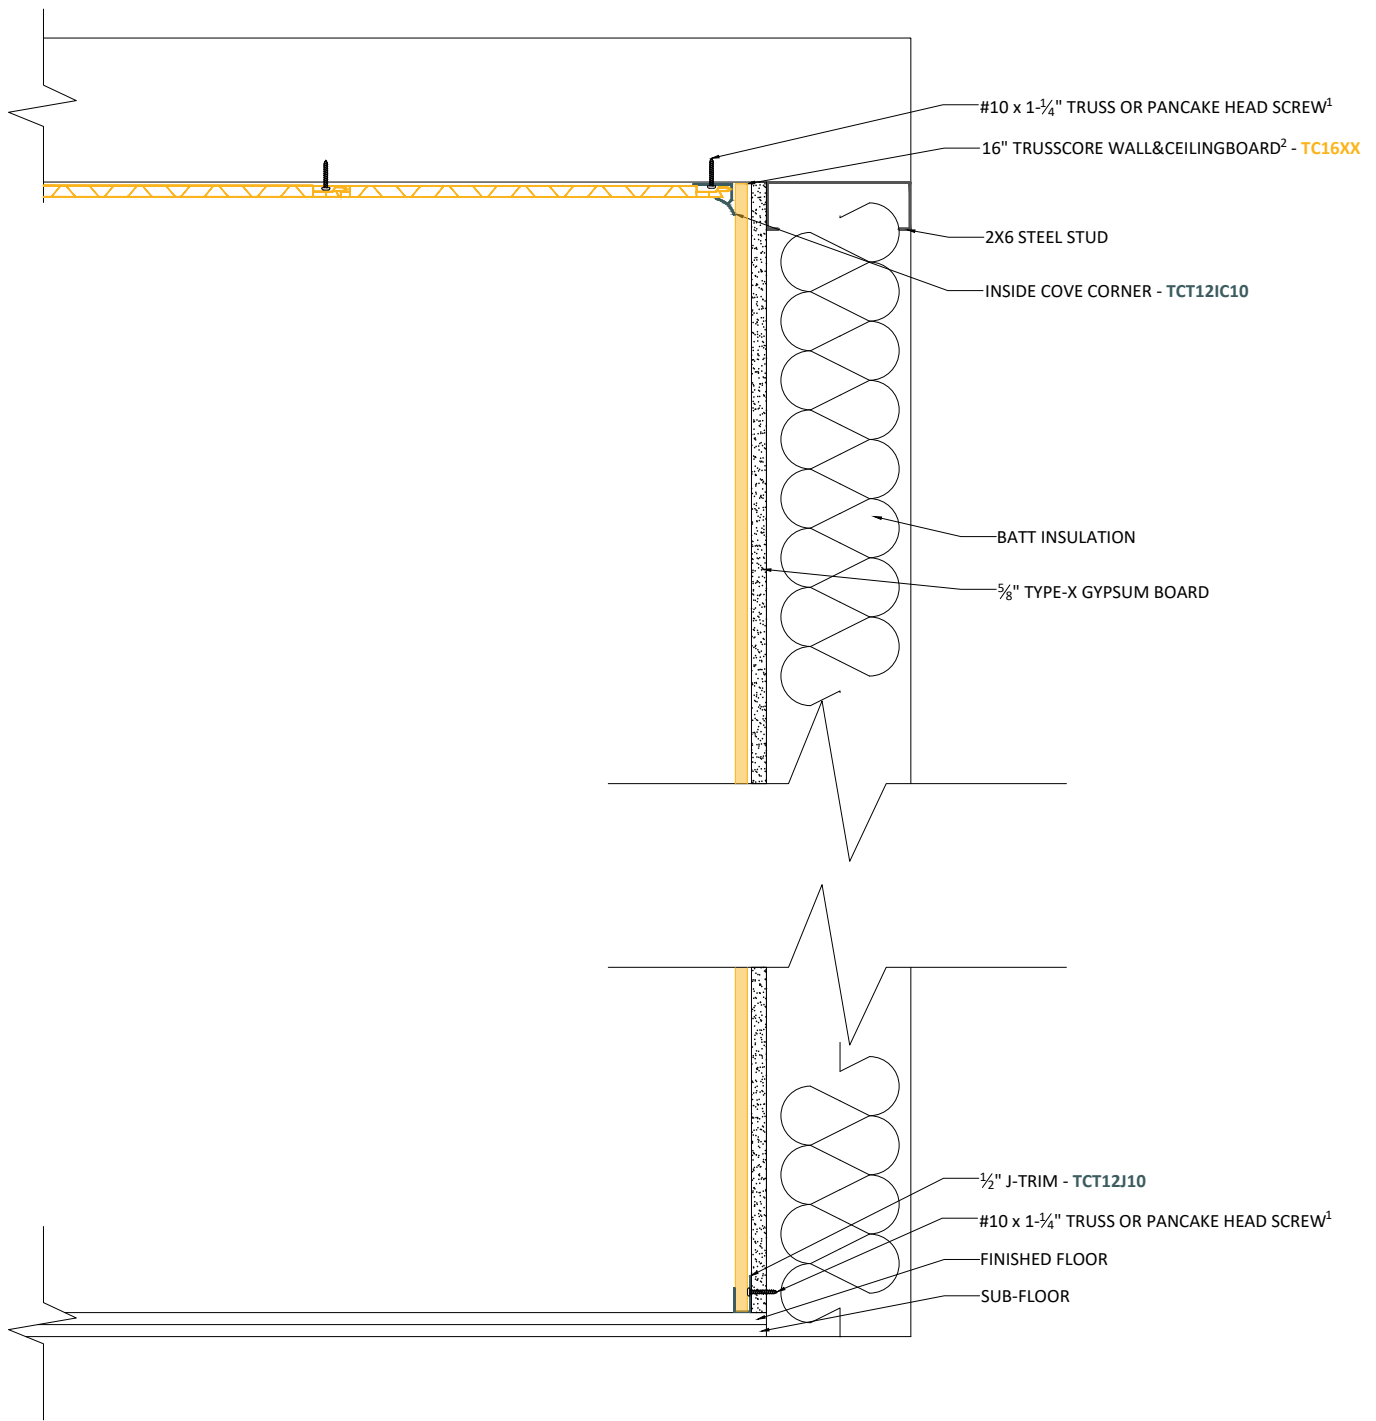 #10 x 1-¼" TRUSS OR PANCAKE HEAD SCREW¹
16" TRUSSCORE WALL&CEILINGBOARD² - TC16XX
2X6 STEEL STUD
INSIDE COVE CORNER - TCT12IC10
BATT INSULATION
⅝" TYPE-X GYPSUM BOARD
½" J-TRIM - TCT12J10
#10 x 1-¼" TRUSS OR PANCAKE HEAD SCREW¹
FINISHED FLOOR
SUB-FLOOR